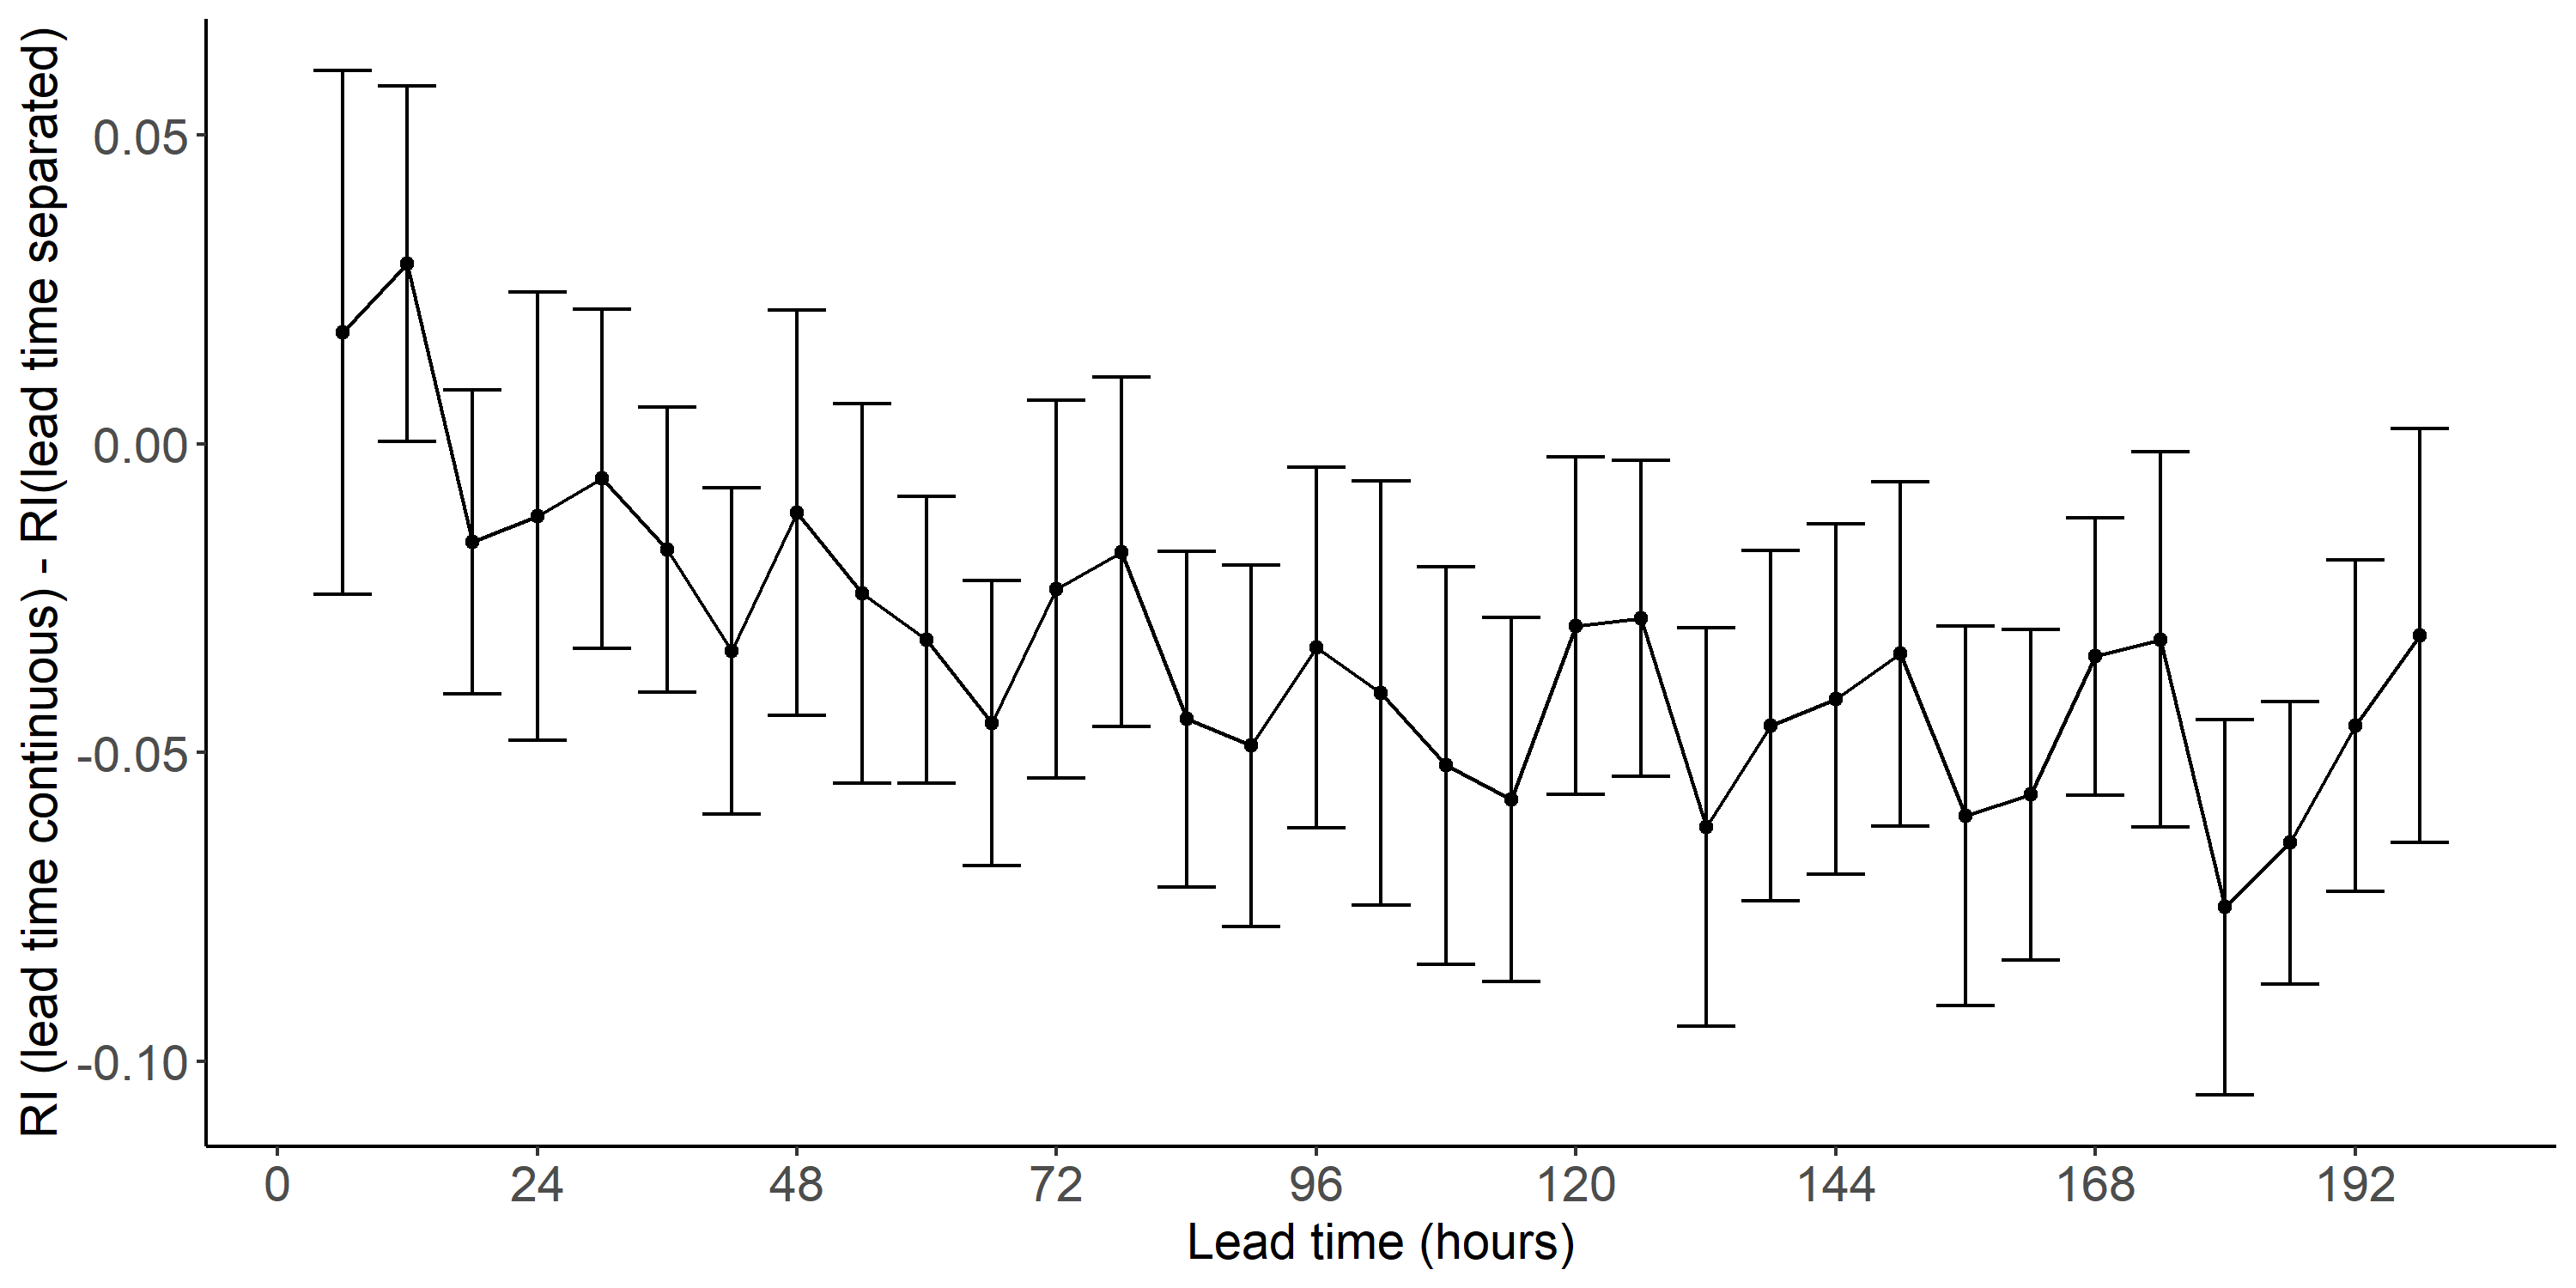 RI (lead time continuous) - RI(lead time separated)
0.05
0.00
-0.05
-0.10
0 24 48 72 96 120 144 168 192
Lead time (hours)